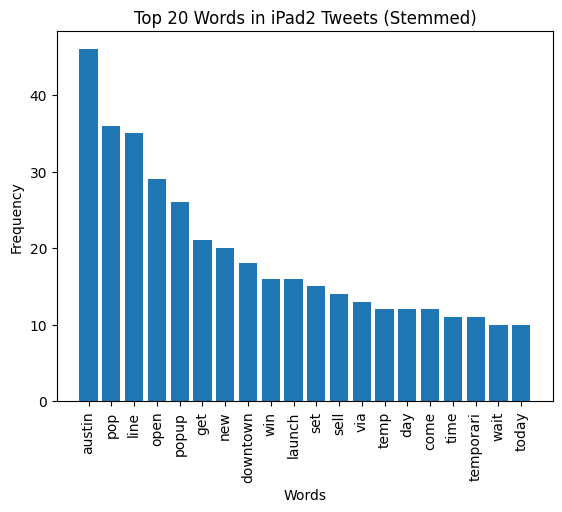 Top 20 Words in iPad2 Tweets (Stemmed)
Frequency
40
30
20
10
0
austin
pop
line
open
popup
get
new
downtown
win
launch
set
sell
via
temp
day
come
time
temporari
wait
today
Words